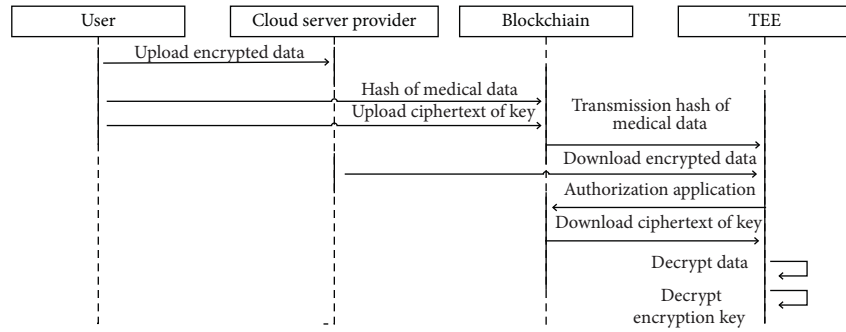 User
Cloud server provider
Blockchiain
TEE
Upload encrypted data
Hash of medical data
Upload ciphertext of key
Transmission hash of
medical data
Download encrypted data
Authorization application
Download ciphertext of key
Decrypt data
Decrypt
encryption key